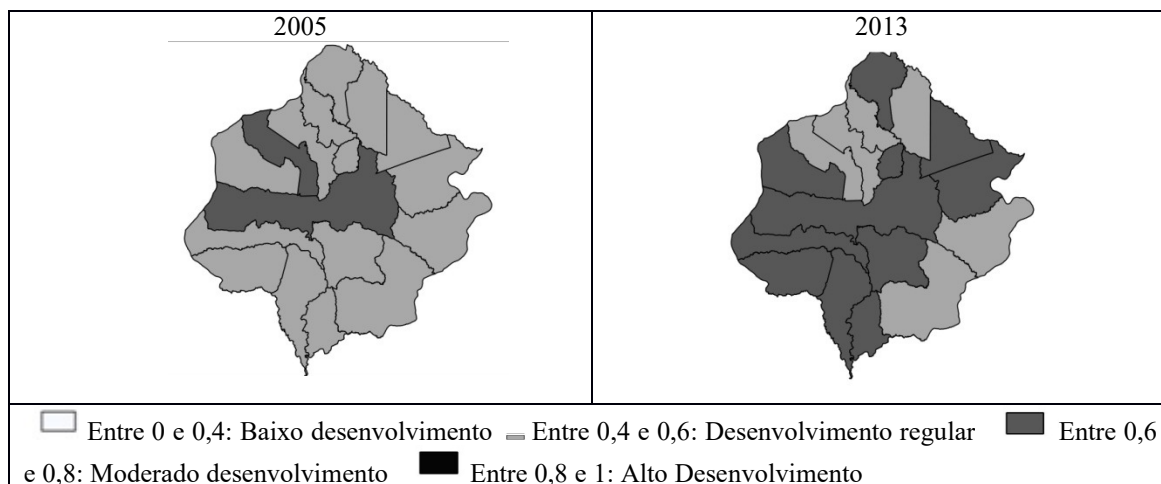 2005
2013
Entre 0 e 0,4: Baixo desenvolvimento Entre 0,4 e 0,6: Desenvolvimento regular Entre 0,6
e 0,8: Moderado desenvolvimento Entre 0,8 e 1: Alto Desenvolvimento